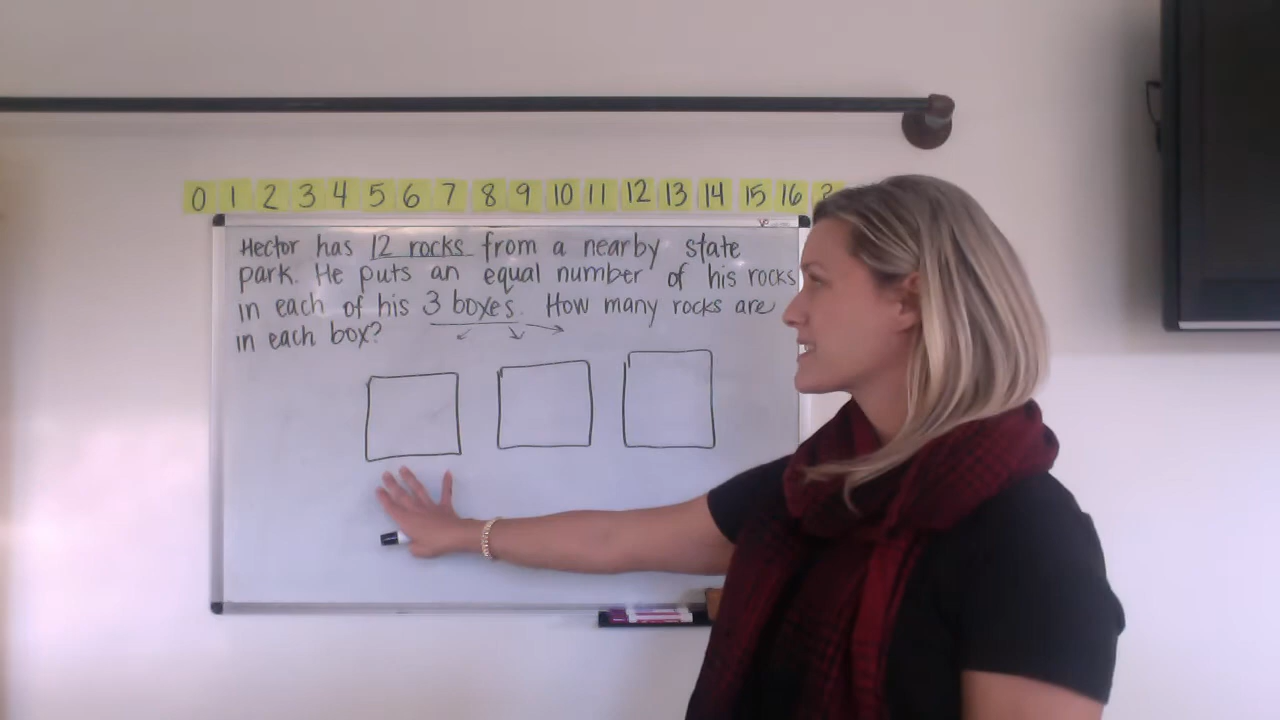 0 1 2 3 4 5 6 7 8 9 10 11 12 13 14 15 16
Hector has 12 rocks from a nearby state
park. He puts an equal number of his rocks
in each of his 3 boxes. How many rocks are
in each box?